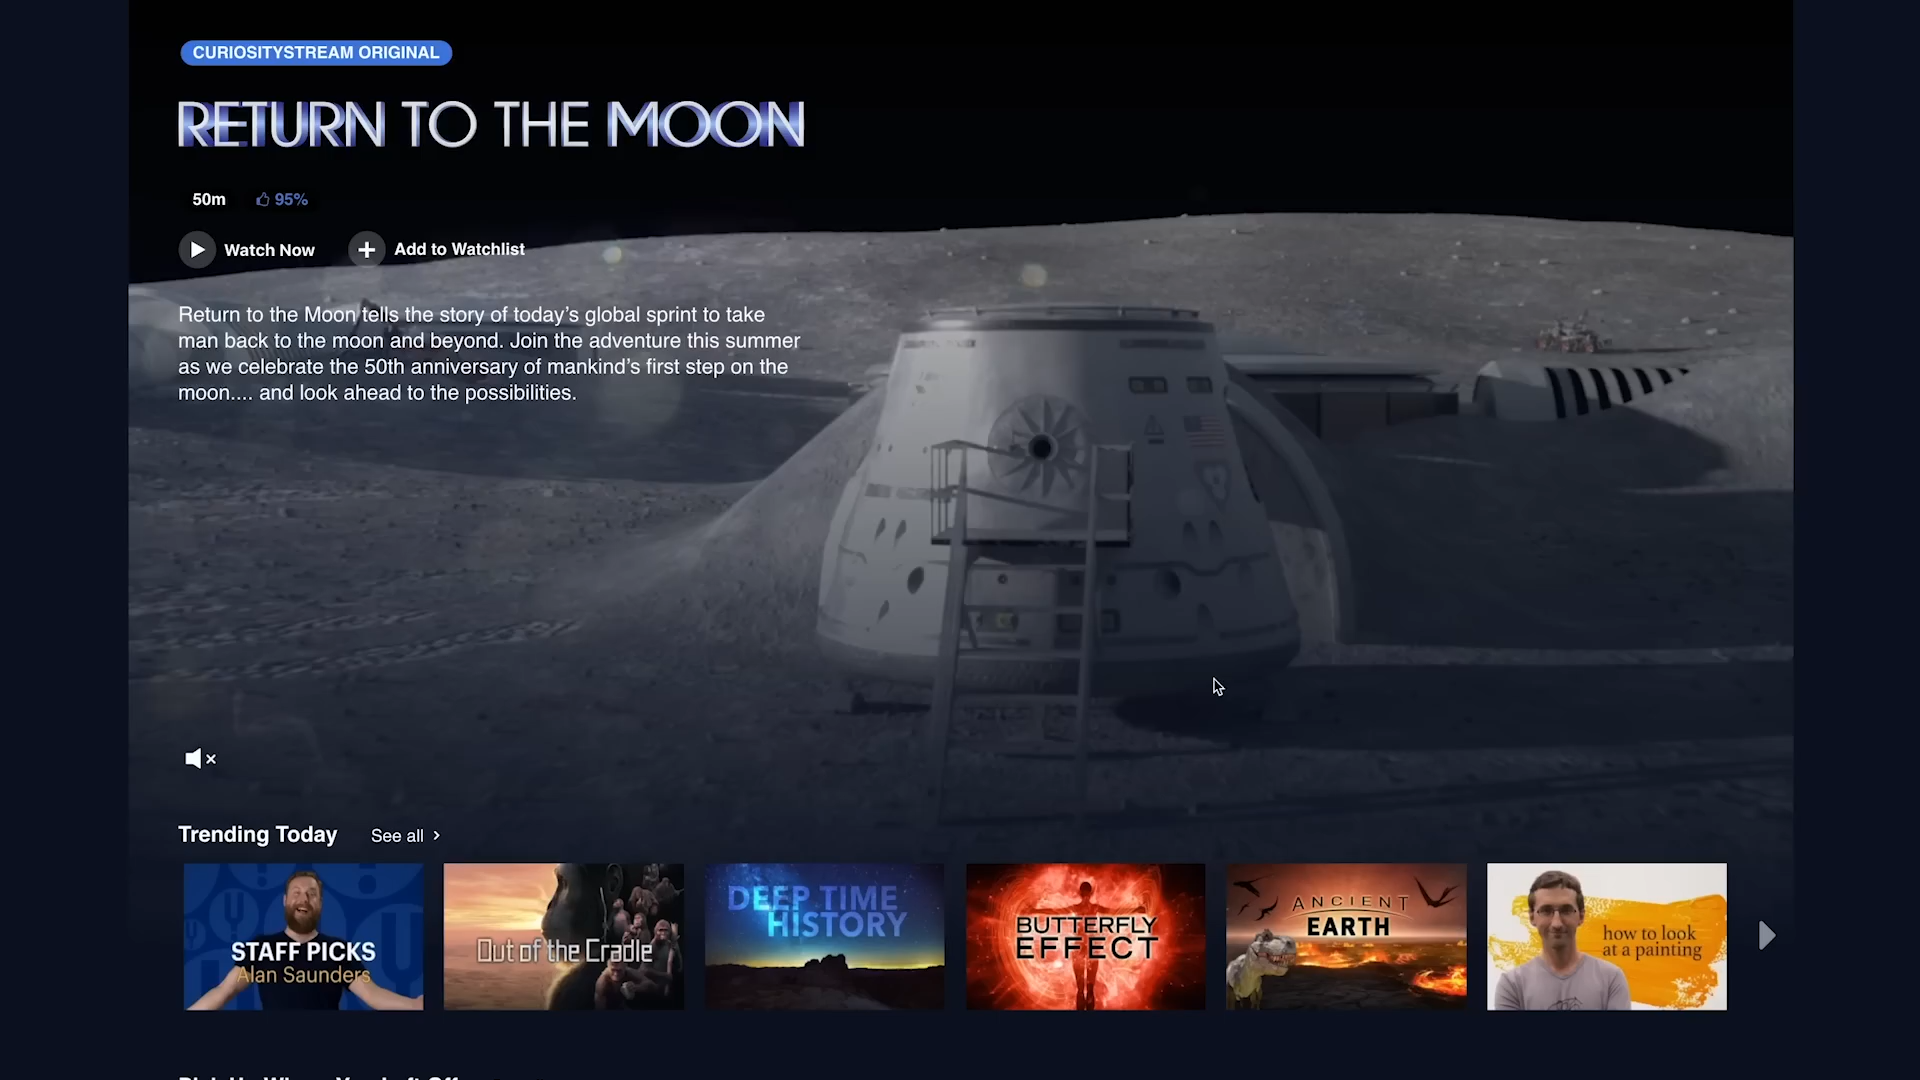 CURIOSITYSTREAM ORIGINAL
RETURN TO THE MOON
50m 95%
Watch Now Add to Watchlist
Return to the Moon tells the story of today's global sprint to take
man back to the moon and beyond. Join the adventure this summer
as we celebrate the 50th anniversary of mankind's first step on the
moon.... and look ahead to the possibilities.
Trending Today See all
STAFF PICKS
Alan Saunders
Out of the Cradle
DEEP TIME
HISTORY
BUTTERFLY
EFFECT
ANCIENT
EARTH
how to look
at a painting